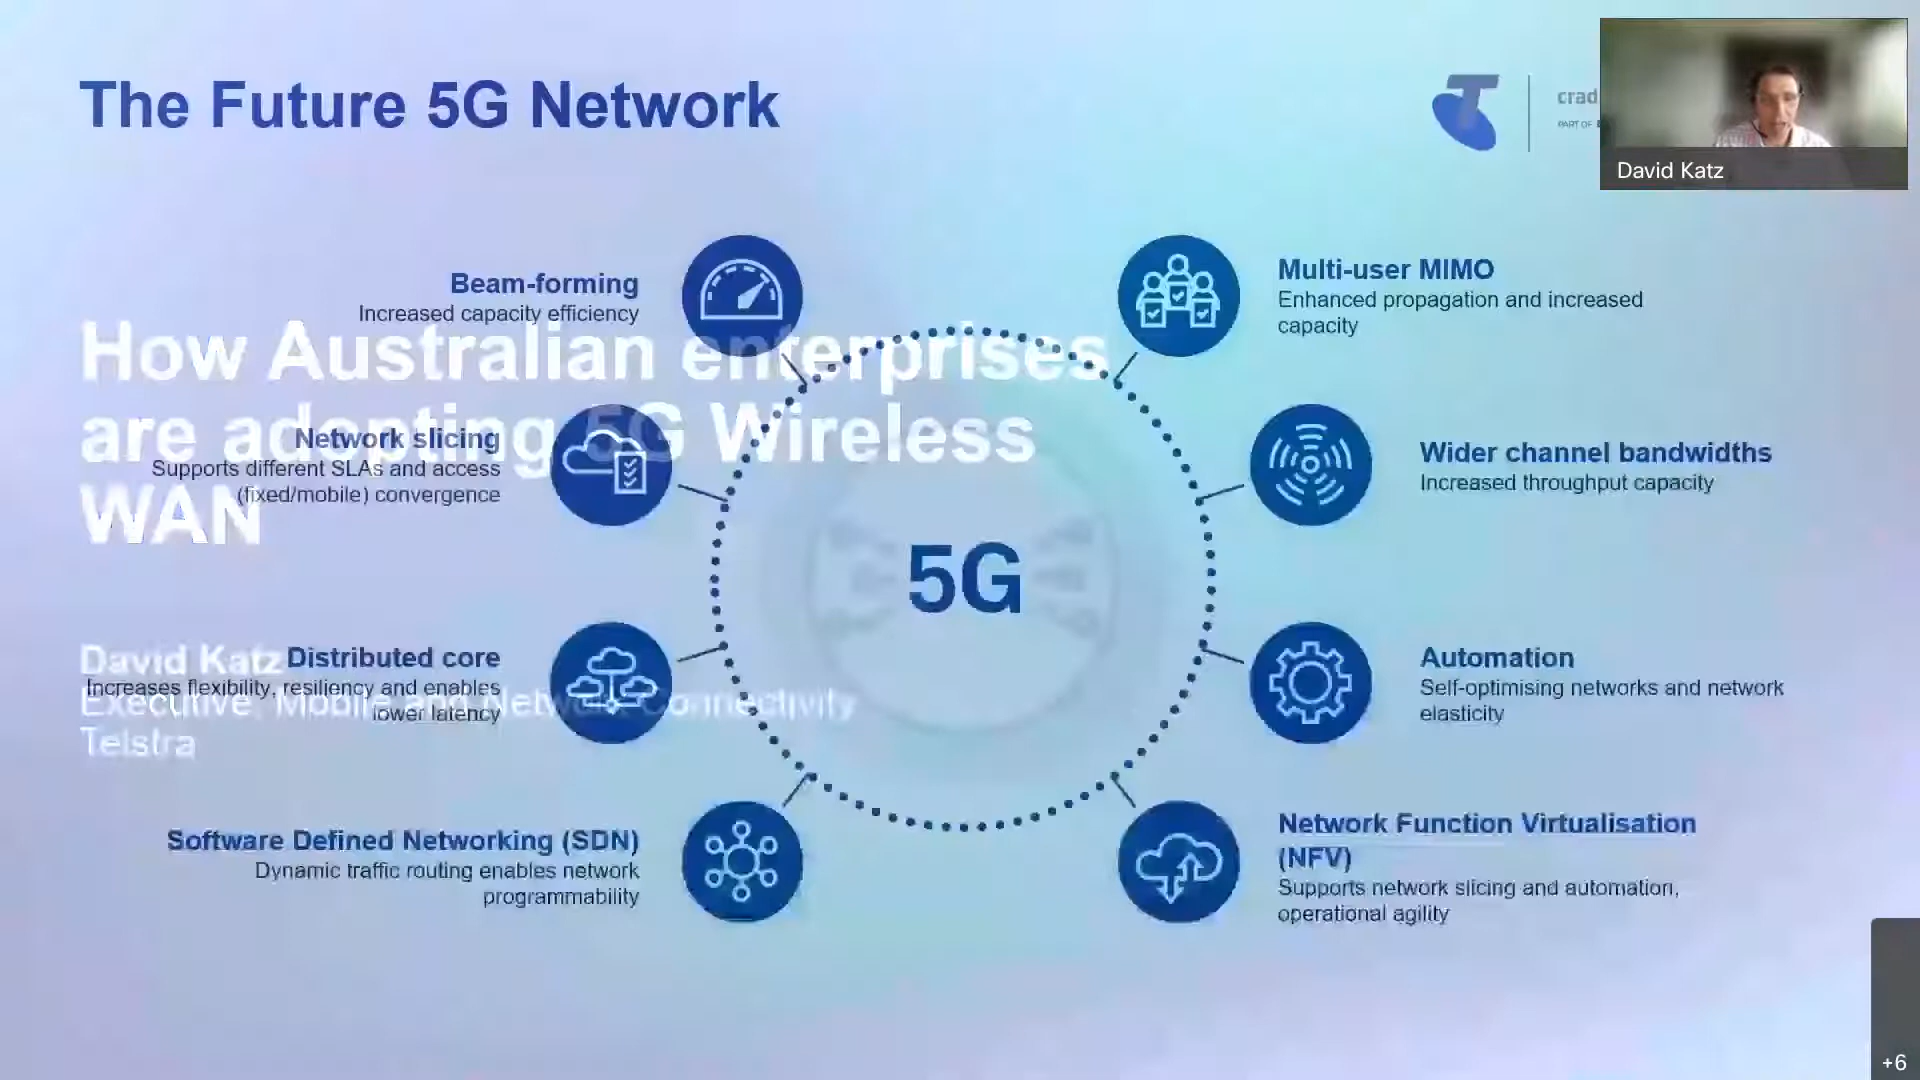 The Future 5G Network
crad
PART OF
David Katz
Beam-forming
Increased capacity efficiency
Multi-user MIMO
Enhanced propagation and increased
capacity
How Australian enterprises
are adopting 5G Wireless
WAN
Network slicing
Supports different SLAs and access
(fixed/mobile) convergence
Wider channel bandwidths
Increased throughput capacity
5G
David Katz
Executive, Mobile and Network Connectivity
Telstra
Distributed core
Increases flexibility, resiliency and enables
lower latency
Automation
Self-optimising networks and network
elasticity
Software Defined Networking (SDN)
Dynamic traffic routing enables network
programmability
Network Function Virtualisation
(NFV)
Supports network slicing and automation,
operational agility
+6